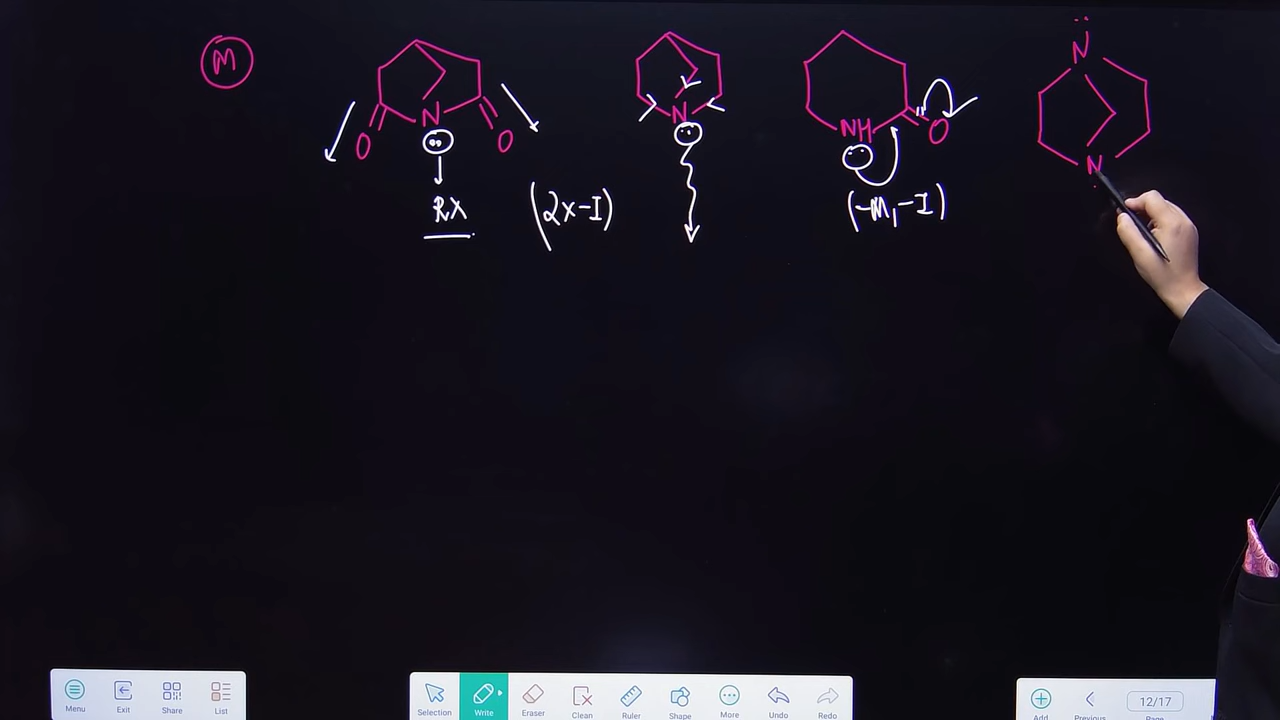 M
N
O
O
RX
(2x-I)
N
NH
O
(-M, -I)
N
N
Menu
Exit
Share
List
Selection
Write
Eraser
Clean
Ruler
Shape
More
Undo
Redo
Add
Previous
12/17
Page